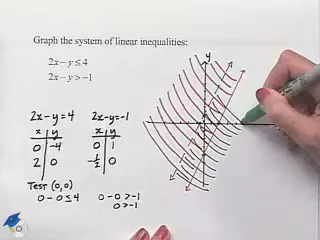 Graph the system of linear inequalities:
2x - y ≤ 4
2x - y > -1
2x - y = 4   2x - y = -1
x y   x y
0 -4   0 1
2 0   -1/2 0
Test (0,0)
0 - 0 ≤ 4   0 - 0 > -1
0 > -1
y